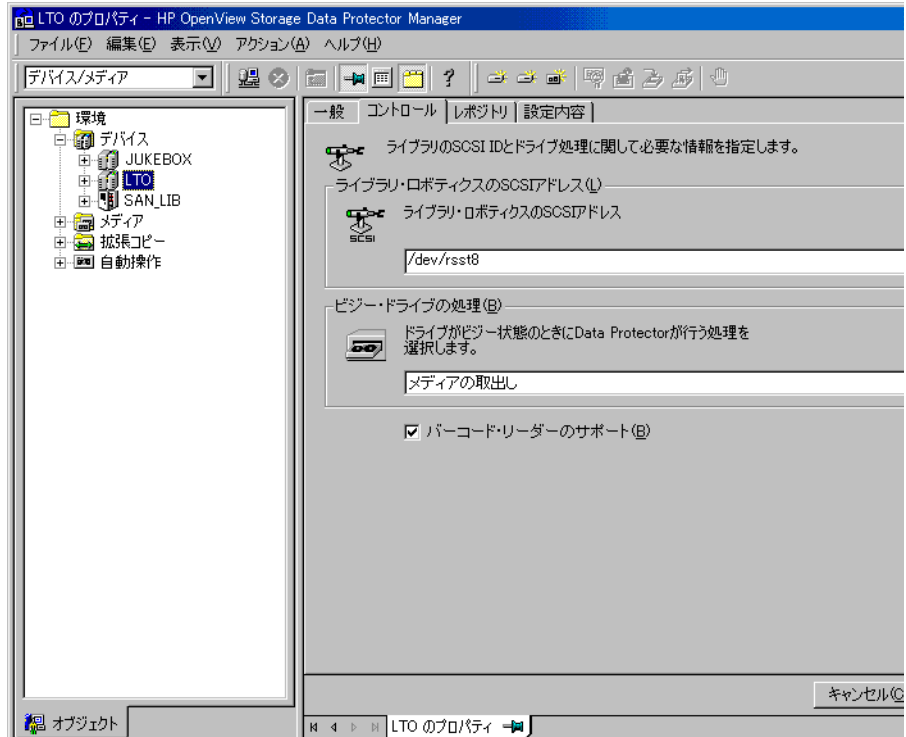 LTO のプロパティ - HP OpenView Storage Data Protector Manager
ファイル(F) 編集(E) 表示(V) アクション(A) ヘルプ(H)
デバイス/メディア
環境
デバイス
JUKEBOX
LTO
SAN_LIB
メディア
拡張コピー
自動操作
オブジェクト
一般 コントロール レポジトリ 設定内容
ライブラリのSCSI IDとドライブ処理に関して必要な情報を指定します。
ライブラリ・ロボティクスのSCSIアドレス(L)
ライブラリ・ロボティクスのSCSIアドレス
SCSI
/dev/rsst8
ビジー・ドライブの処理(B)
ドライブがビジー状態のときにData Protectorが行う処理を
選択します。
メディアの取出し
バーコード・リーダーのサポート(B)
キャンセル(C
LTO のプロパティ